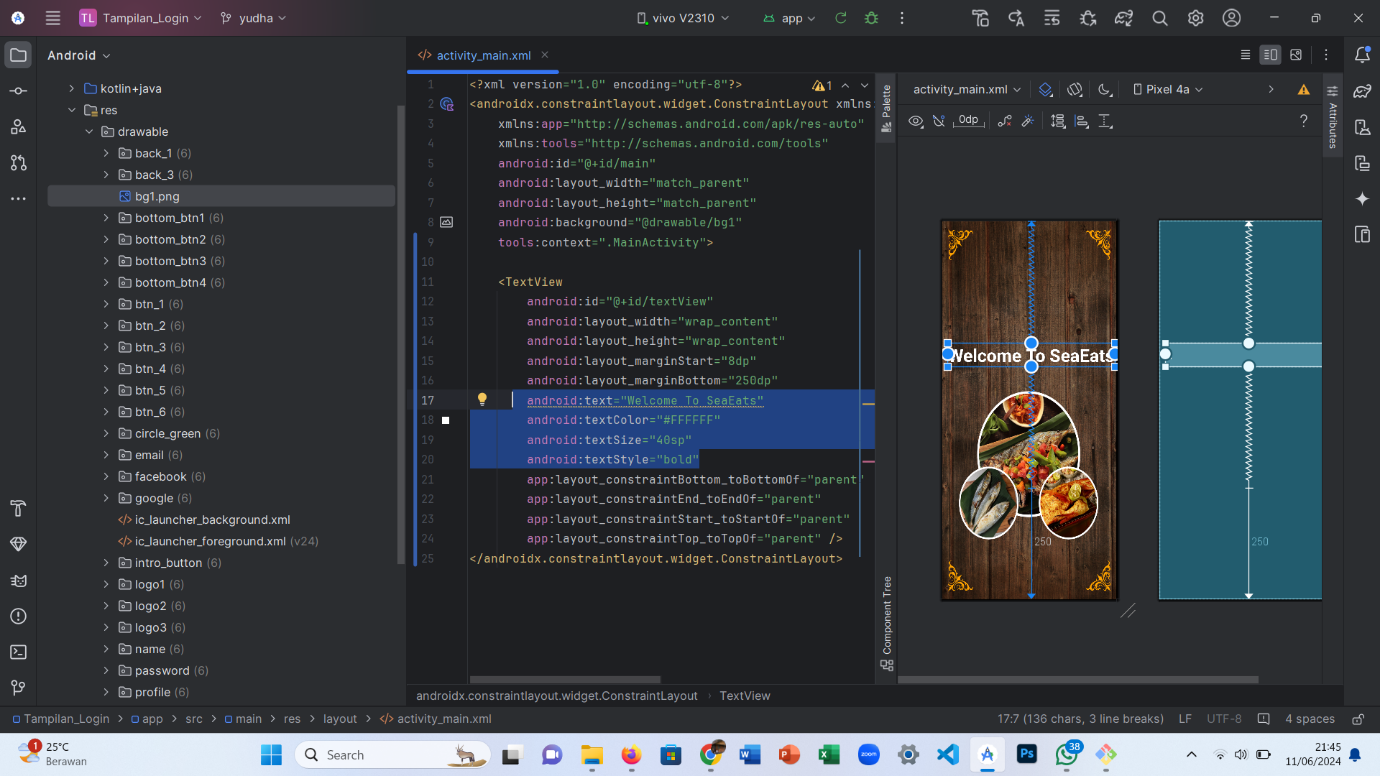 TL Tampilan_Login
yudha
vivo V2310
app
Android
kotlin+java
res
drawable
back_1 (6)
back_3 (6)
bg1.png
bottom_btn1 (6)
bottom_btn2 (6)
bottom_btn3 (6)
bottom_btn4 (6)
btn_1 (6)
btn_2 (6)
btn_3 (6)
btn_4 (6)
btn_5 (6)
btn_6 (6)
circle_green (6)
email (6)
facebook (6)
google (6)
ic_launcher_background.xml
ic_launcher_foreground.xml (v24)
intro_button (6)
logo1 (6)
logo2 (6)
logo3 (6)
name (6)
password (6)
profile (6)
activity_main.xml
1 <?xml version="1.0" encoding="utf-8"?>
1
2 <androidx.constraintlayout.widget.ConstraintLayout xmlns:
3 xmlns:app="http://schemas.android.com/apk/res-auto"
4 xmlns:tools="http://schemas.android.com/tools"
5 android:id="@+id/main"
6 android:layout_width="match_parent"
7 android:layout_height="match_parent"
8 android:background="@drawable/bg1"
9 tools:context=".MainActivity">
10
11 <TextView
12 android:id="@+id/textView"
13 android:layout_width="wrap_content"
14 android:layout_height="wrap_content"
15 android:layout_marginStart="8dp"
16 android:layout_marginBottom="250dp"
17 android:text="Welcome To SeaEats"
18 android:textColor="#FFFFFF"
19 android:textSize="40sp"
20 android:textStyle="bold"
21 app:layout_constraintBottom_toBottomOf="parent"
22 app:layout_constraintEnd_toEndOf="parent"
23 app:layout_constraintStart_toStartOf="parent"
24 app:layout_constraintTop_toTopOf="parent" />
25 </androidx.constraintlayout.widget.ConstraintLayout>
androidx.constraintlayout.widget.ConstraintLayout > TextView
Palette
Component Tree
activity_main.xml
Pixel 4a
0dp
?
Attributes
Welcome To SeaEats
250
250
Tampilan_Login > app > src > main > res > layout > activity_main.xml
17:7 (136 chars, 3 line breaks)
LF
UTF-8
4 spaces
1
25°C
Berawan
Search
zoom
Ps
38
21:45
11/06/2024